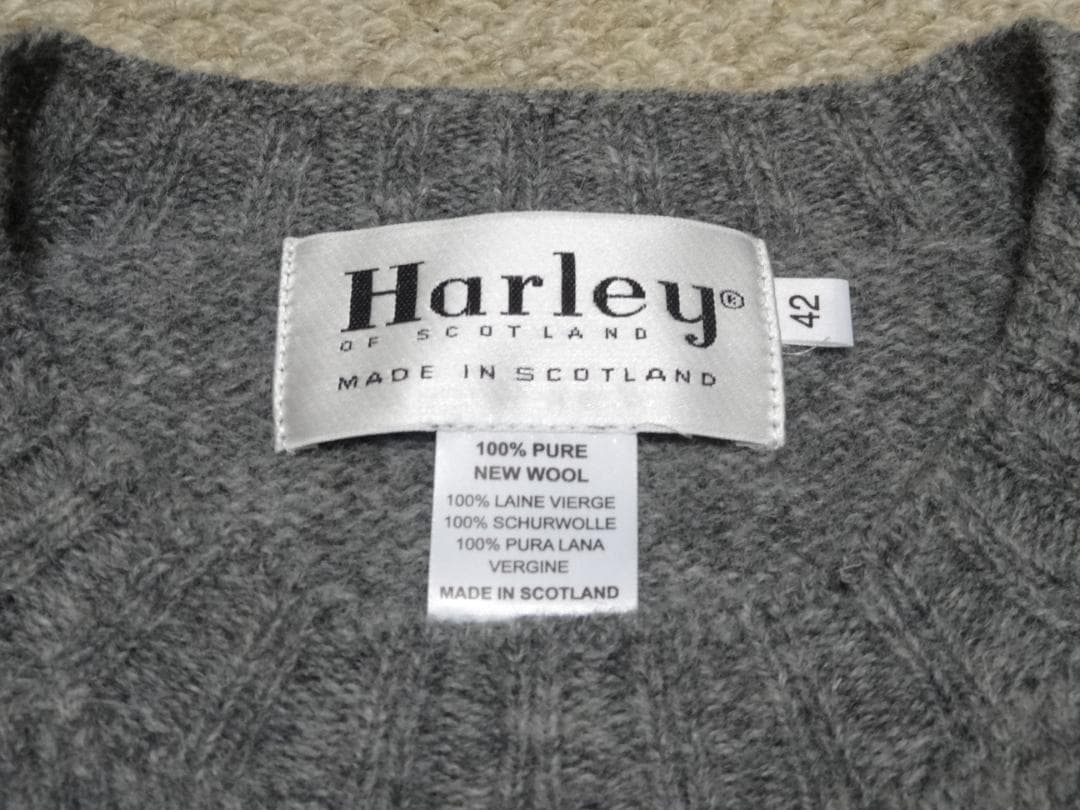 Harley®
OF SCOTLAND
MADE IN SCOTLAND
42
100% PURE
NEW WOOL
100% LAINE VIERGE
100% SCHURWOLLE
100% PURA LANA
VERGINE
MADE IN SCOTLAND